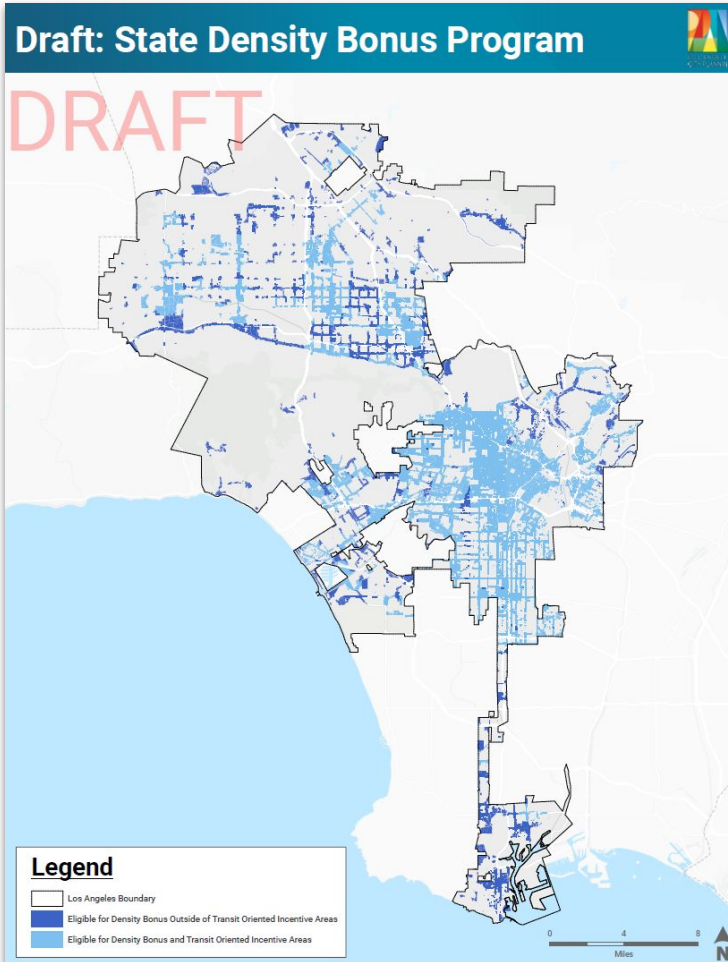 Draft: State Density Bonus Program
DRAFT
Legend
Los Angeles Boundary
Eligible for Density Bonus Outside of Transit Oriented Incentive Areas
Eligible for Density Bonus and Transit Oriented Incentive Areas
0 4 8
Miles
N